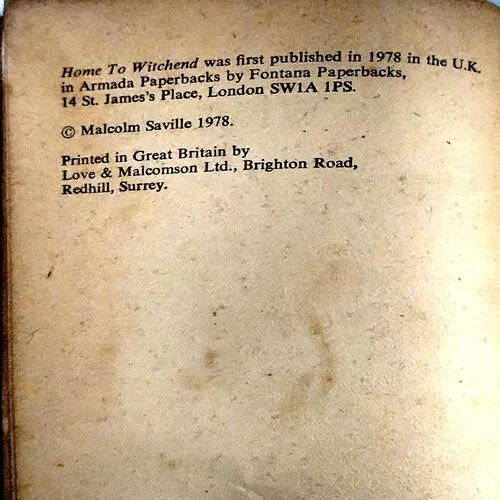 Home To Witchend was first published in 1978 in the U.K.
in Armada Paperbacks by Fontana Paperbacks,
14 St. James's Place, London SW1A 1PS.
© Malcolm Saville 1978.
Printed in Great Britain by
Love & Malcomson Ltd., Brighton Road,
Redhill, Surrey.